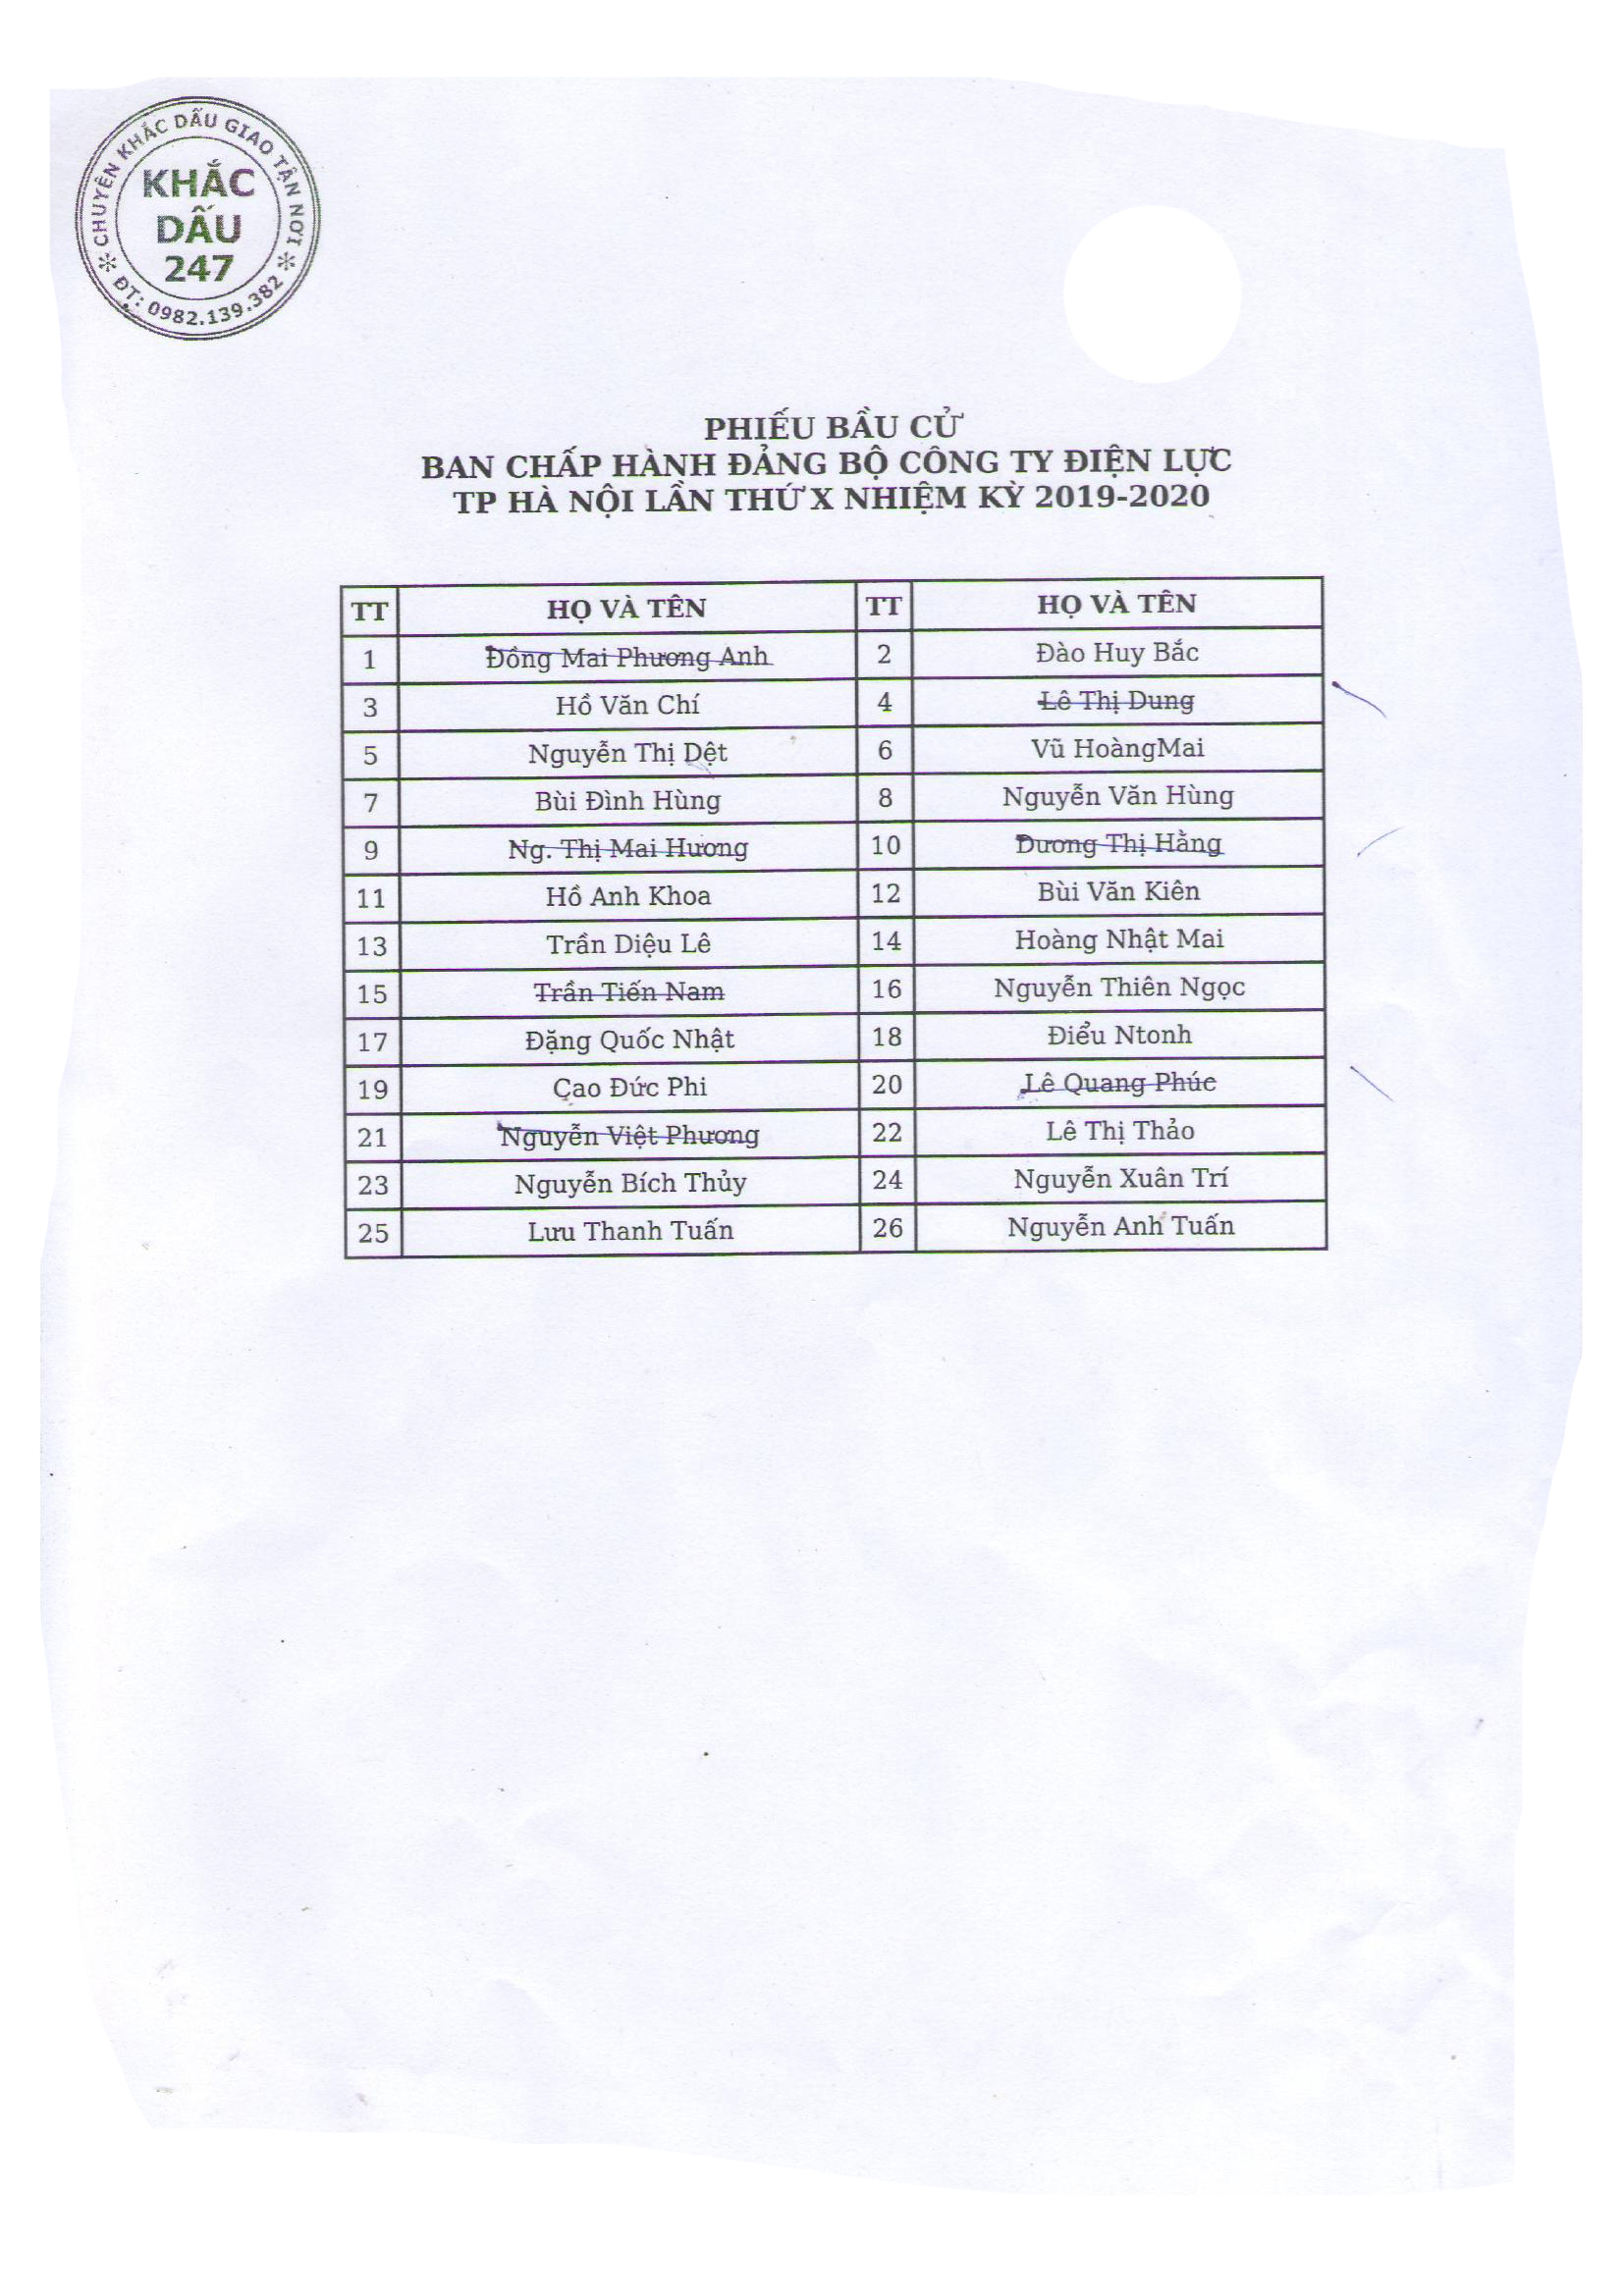 CHUYÊN KHẮC DẤU GIAO TẬN NƠI
KHẮC
DẤU
247
ĐT: 0982.139.382
PHIẾU BẦU CỬ
BAN CHẤP HÀNH ĐẢNG BỘ CÔNG TY ĐIỆN LỰC
TP HÀ NỘI LẦN THỨ X NHIỆM KỲ 2019-2020
TT HỌ VÀ TÊN TT HỌ VÀ TÊN
1 Đồng Mai Phương Anh 2 Đào Huy Bắc
3 Hồ Văn Chí 4 Lê Thị Dung
5 Nguyễn Thị Dệt 6 Vũ HoàngMai
7 Bùi Đình Hùng 8 Nguyễn Văn Hùng
9 Ng. Thị Mai Hương 10 Dương Thị Hằng
11 Hồ Anh Khoa 12 Bùi Văn Kiên
13 Trần Diệu Lê 14 Hoàng Nhật Mai
15 Trần Tiến Nam 16 Nguyễn Thiên Ngọc
17 Đặng Quốc Nhật 18 Điểu Ntonh
19 Cao Đức Phi 20 Lê Quang Phúc
21 Nguyễn Việt Phương 22 Lê Thị Thảo
23 Nguyễn Bích Thủy 24 Nguyễn Xuân Trí
25 Lưu Thanh Tuấn 26 Nguyễn Anh Tuấn